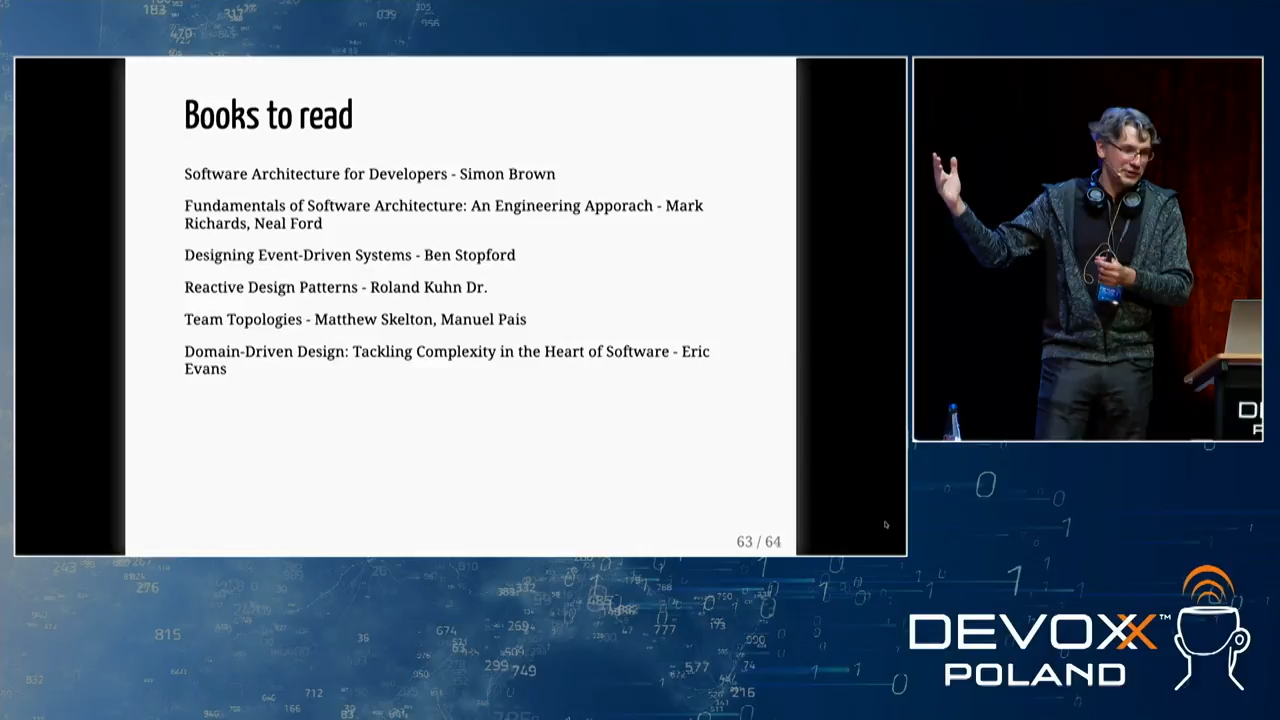 Books to read
Software Architecture for Developers - Simon Brown
Fundamentals of Software Architecture: An Engineering Apporach - Mark
Richards, Neal Ford
Designing Event-Driven Systems - Ben Stopford
Reactive Design Patterns - Roland Kuhn Dr.
Team Topologies - Matthew Skelton, Manuel Pais
Domain-Driven Design: Tackling Complexity in the Heart of Software - Eric
Evans
63 / 64
DEVOXX™
POLAND